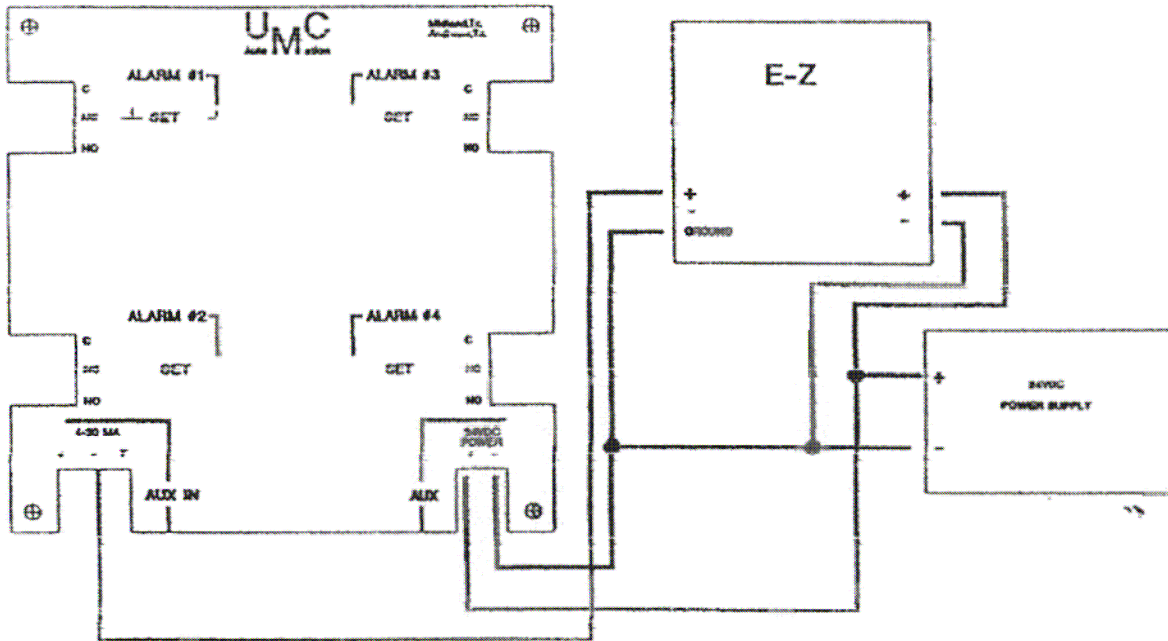 UMC
ALARM #1
ALARM #3
C
C
NC
SET
SET
NC
NO
NO
E-Z
+
-
GROUND
+
-
ALARM #2
ALARM #4
C
C
NC
SET
SET
NC
NO
NO
4-20 MA
24VDC
POWER
+ -
AUX IN
AUX
+
24VDC
POWER SUPPLY
-